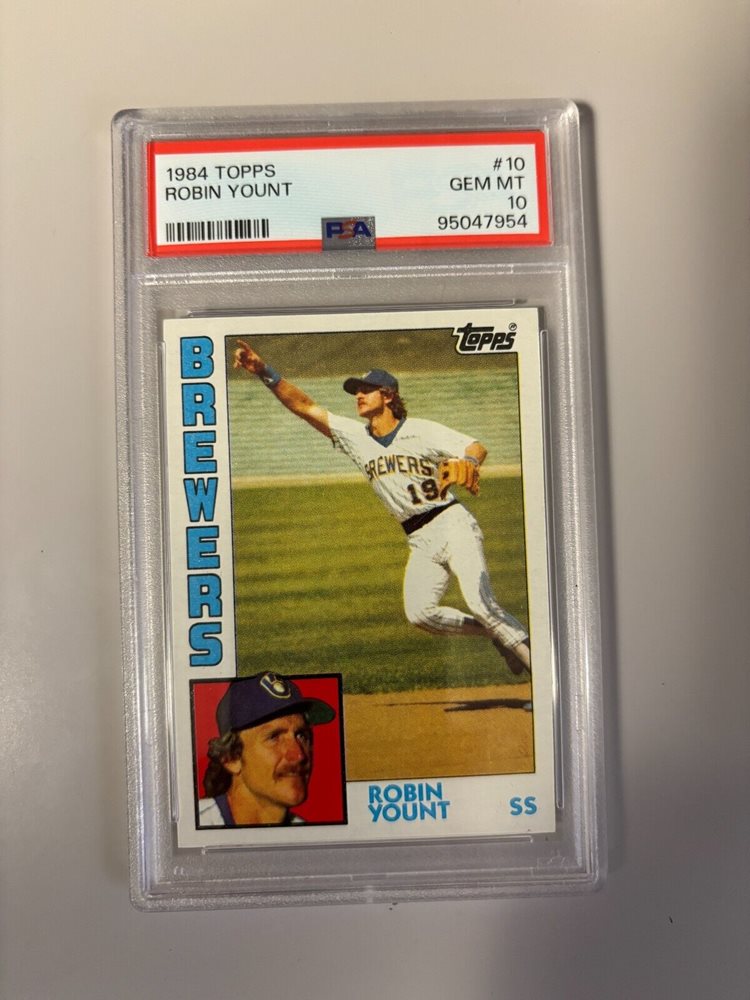 1984 TOPPS #10
ROBIN YOUNT GEM MT
10
PSA 95047954
Topps
BREWERS
BREWERS
19
ROBIN
YOUNT SS